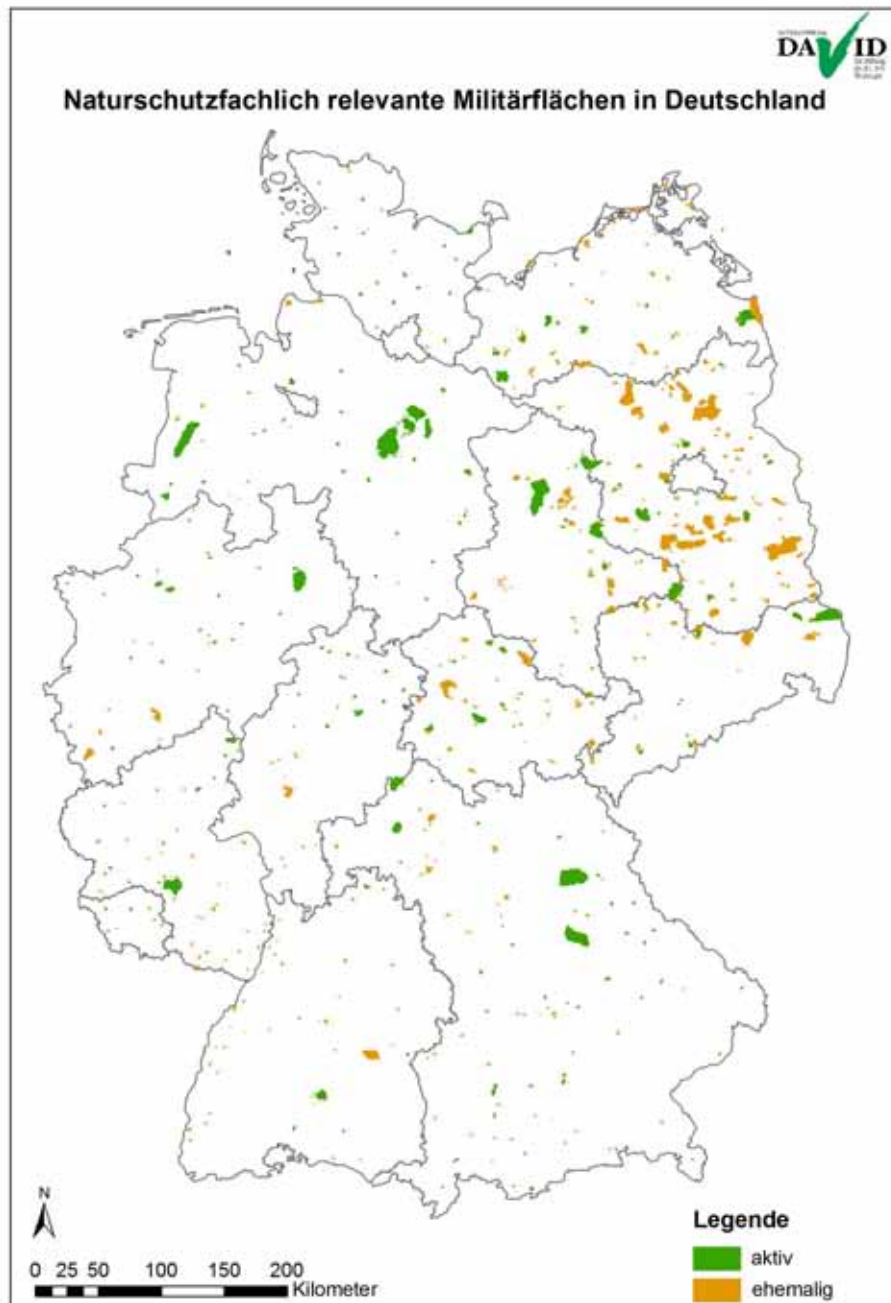 DAVID
Naturschutzfachlich relevante Militärflächen in Deutschland
N
0 25 50 100 150 200
Kilometer
Legende
aktiv
ehemalig